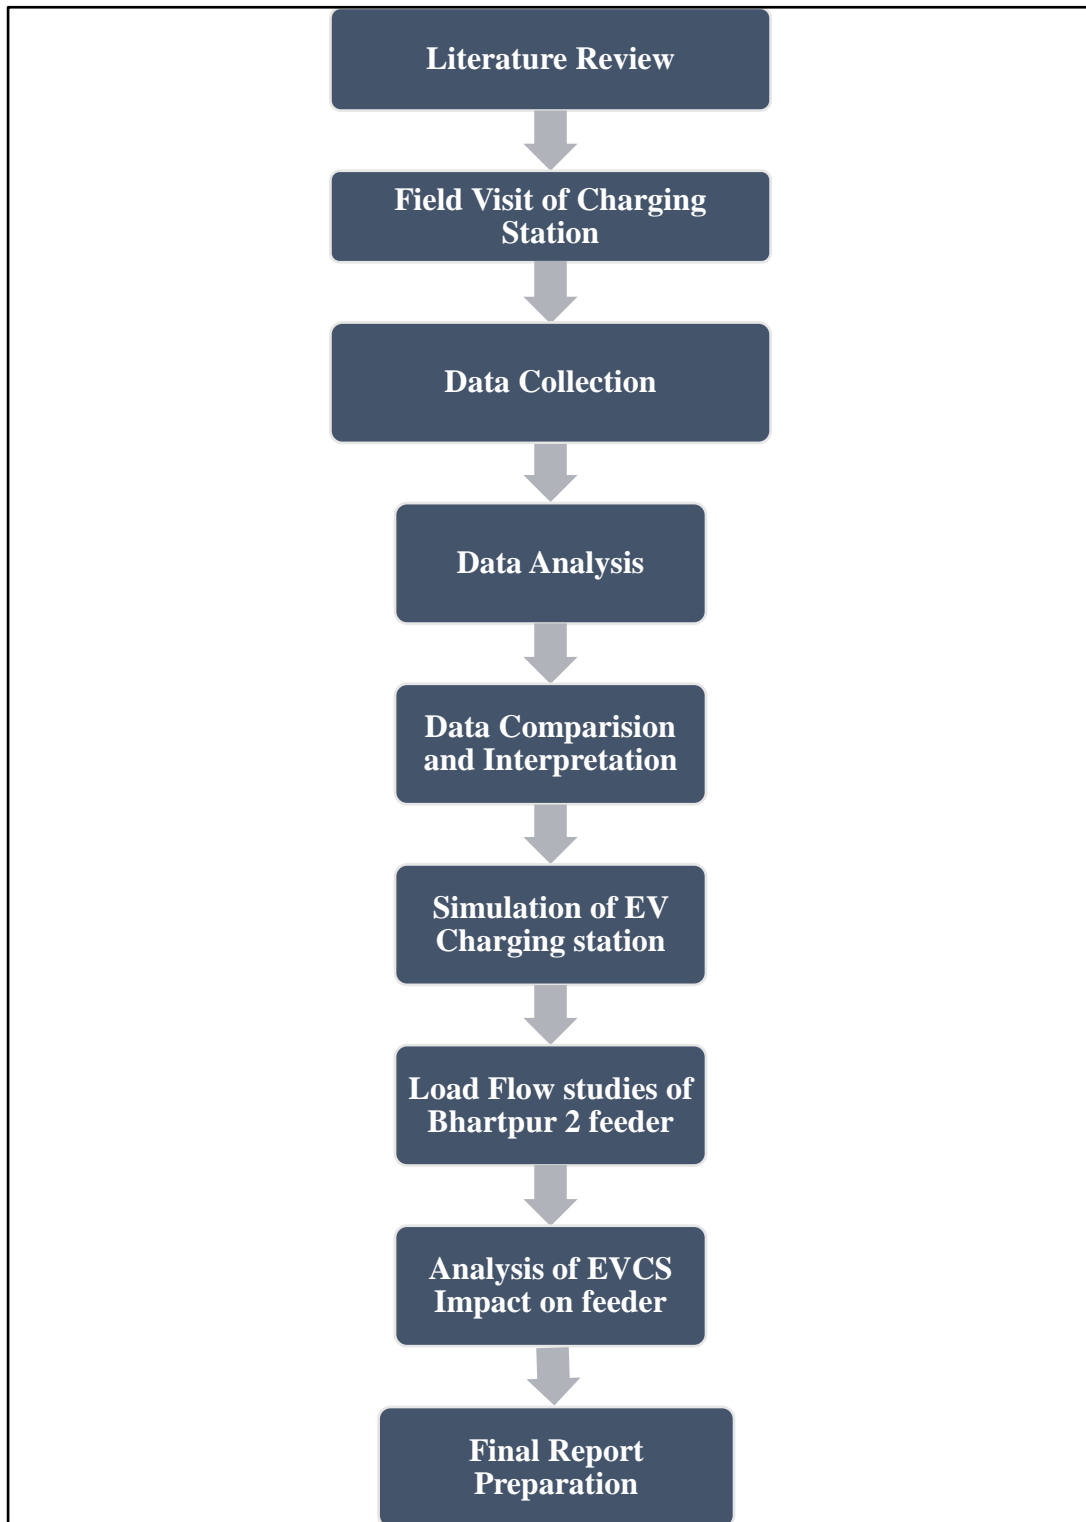 Literature Review
Field Visit of Charging
Station
Data Collection
Data Analysis
Data Comparision
and Interpretation
Simulation of EV
Charging station
Load Flow studies of
Bhartpur 2 feeder
Analysis of EVCS
Impact on feeder
Final Report
Preparation